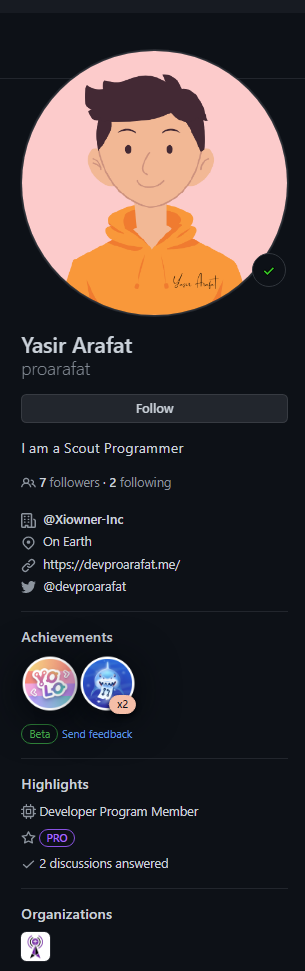 Yasir Arafat
Yasir Arafat
proarafat
Follow
I am a Scout Programmer
7 followers · 2 following
@Xiowner-Inc
On Earth
https://devproarafat.me/
@devproarafat
Achievements
YOLO
x2
Beta Send feedback
Highlights
Developer Program Member
PRO
2 discussions answered
Organizations